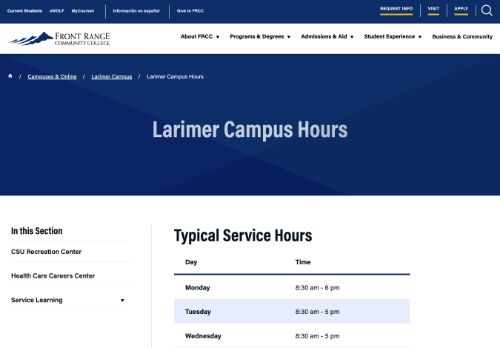 Current Students eWOLF MyCourses Información en español Give to FRCC REQUEST INFO VISIT APPLY
FRONT RANGE
COMMUNITY COLLEGE
About FRCC Programs & Degrees Admissions & Aid Student Experience Business & Community
/ Campuses & Online / Larimer Campus / Larimer Campus Hours
Larimer Campus Hours
In this Section
CSU Recreation Center
Health Care Careers Center
Service Learning
Typical Service Hours
Day Time
Monday 8:30 am - 6 pm
Tuesday 8:30 am - 5 pm
Wednesday 8:30 am - 5 pm